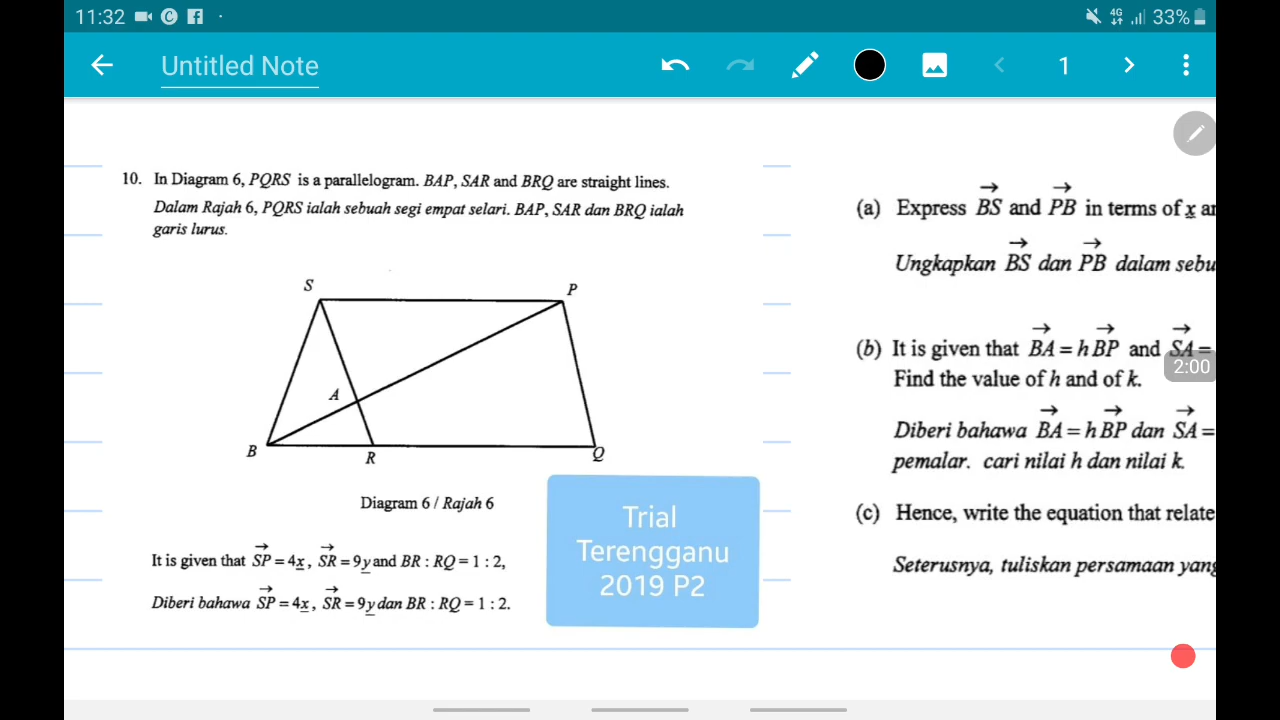 11:32
4G
33%
Untitled Note
1
10. In Diagram 6, PQRS is a parallelogram. BAP, SAR and BRQ are straight lines.
Dalam Rajah 6, PQRS ialah sebuah segi empat selari. BAP, SAR dan BRQ ialah
garis lurus.
S
P
A
B
R
Q
Diagram 6 / Rajah 6
Trial
Terengganu
2019 P2
It is given that SP⃗ = 4x̲, SR⃗ = 9y̲ and BR : RQ = 1 : 2,
Diberi bahawa SP⃗ = 4x̲, SR⃗ = 9y̲ dan BR : RQ = 1 : 2.
(a) Express BS⃗ and PB⃗ in terms of x̲
Ungkapkan BS⃗ dan PB⃗ dalam sebu
(b) It is given that BA⃗ = h BP⃗ and SA⃗ =
2:00
Find the value of h and of k.
Diberi bahawa BA⃗ = h BP⃗ dan SA⃗ =
pemalar. cari nilai h dan nilai k.
(c) Hence, write the equation that relate
Seterusnya, tuliskan persamaan yang